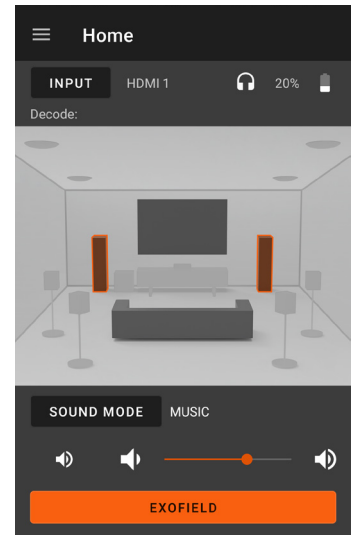 Home
INPUT HDMI 1 20%
Decode:
SOUND MODE MUSIC
EXOFIELD